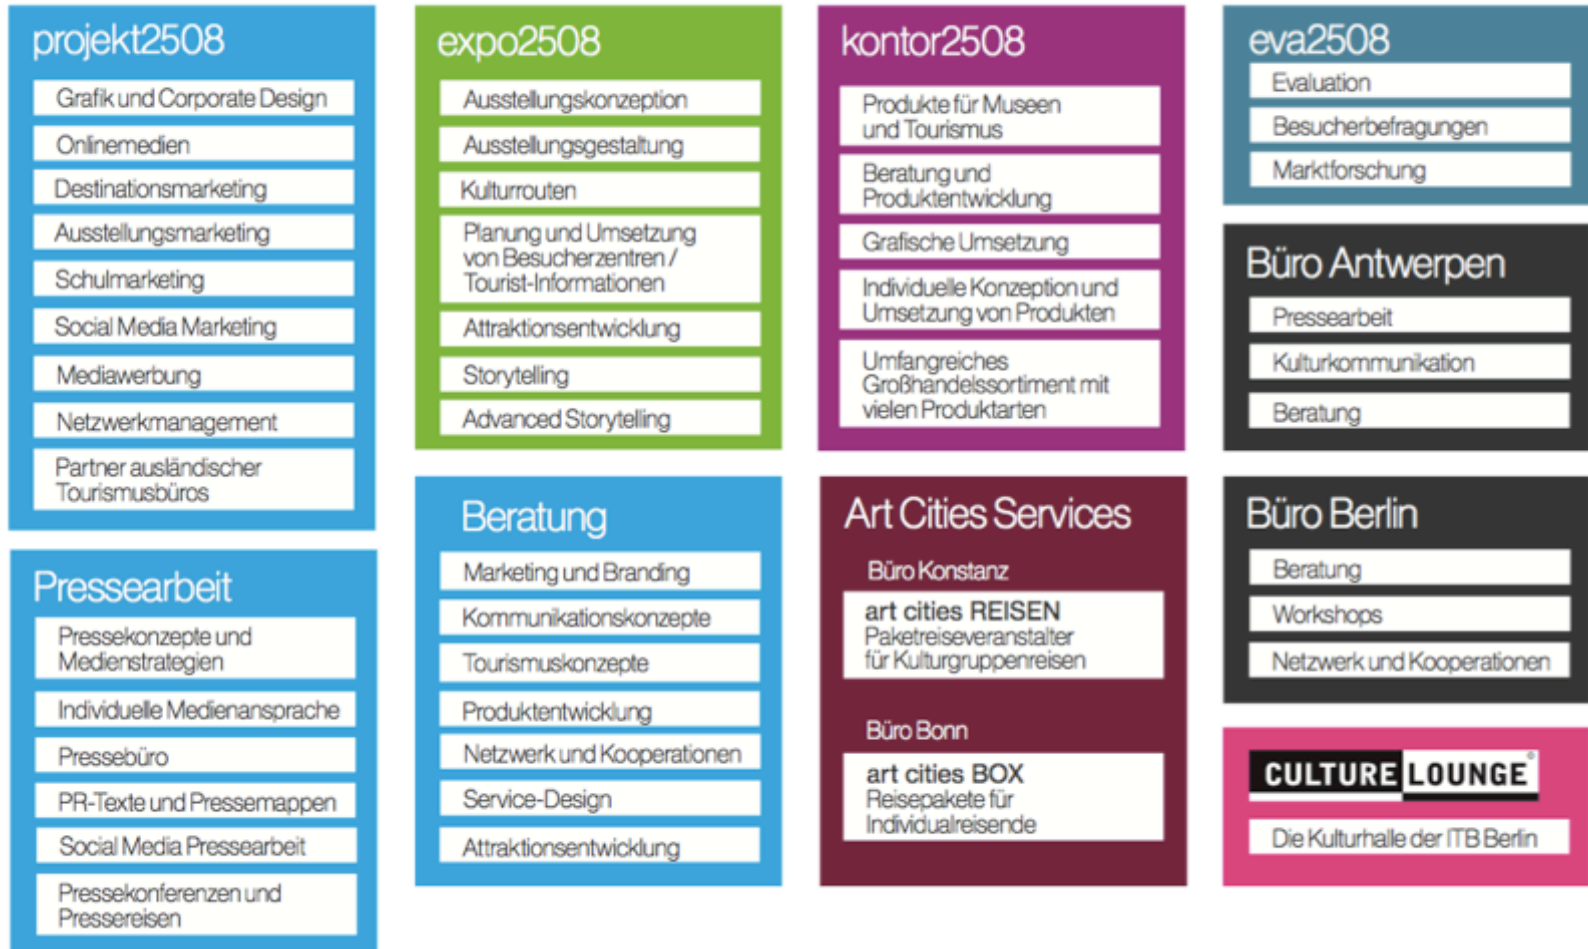 projekt2508
Grafik und Corporate Design
Onlinemedien
Destinationsmarketing
Ausstellungsmarketing
Schulmarketing
Social Media Marketing
Mediawerbung
Netzwerkmanagement
Partner ausländischer
Tourismusbüros
Pressearbeit
Pressekonzepte und
Medienstrategien
Individuelle Medienansprache
Pressebüro
PR-Texte und Pressemappen
Social Media Pressearbeit
Pressekonferenzen und
Pressereisen
expo2508
Ausstellungskonzeption
Ausstellungsgestaltung
Kulturrouten
Planung und Umsetzung
von Besucherzentren /
Tourist-Informationen
Attraktionsentwicklung
Storytelling
Advanced Storytelling
Beratung
Marketing und Branding
Kommunikationskonzepte
Tourismuskonzepte
Produktentwicklung
Netzwerk und Kooperationen
Service-Design
Attraktionsentwicklung
kontor2508
Produkte für Museen
und Tourismus
Beratung und
Produktentwicklung
Grafische Umsetzung
Individuelle Konzeption und
Umsetzung von Produkten
Umfangreiches
Großhandelssortiment mit
vielen Produktarten
Art Cities Services
Büro Konstanz
art cities REISEN
Paketreiseveranstalter
für Kulturgruppenreisen
Büro Bonn
art cities BOX
Reisepakete für
Individualreisende
eva2508
Evaluation
Besucherbefragungen
Marktforschung
Büro Antwerpen
Pressearbeit
Kulturkommunikation
Beratung
Büro Berlin
Beratung
Workshops
Netzwerk und Kooperationen
CULTURE LOUNGE®
Die Kulturhalle der ITB Berlin